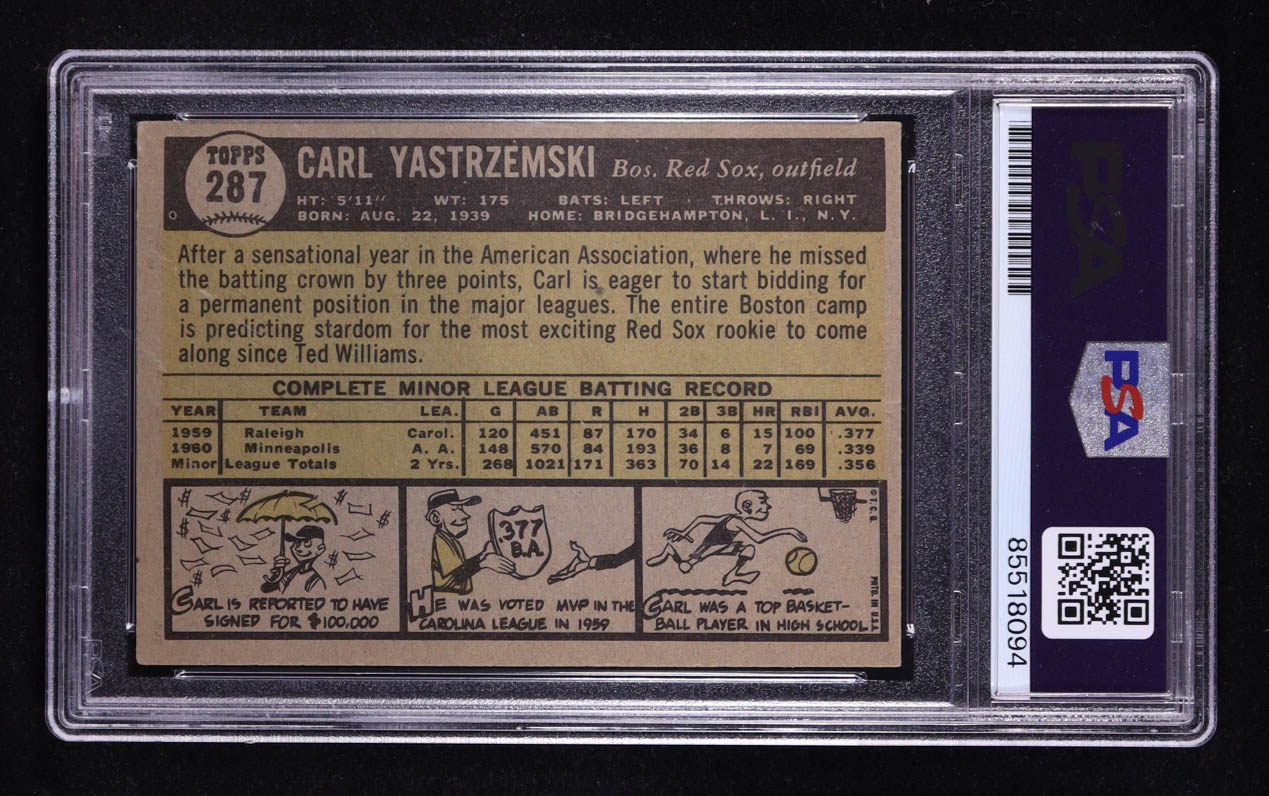 TOPPS
287
CARL YASTRZEMSKI Bos. Red Sox, outfield
HT: 5'11" WT: 175 BATS: LEFT THROWS: RIGHT
BORN: AUG. 22, 1939 HOME: BRIDGEHAMPTON, L. I., N. Y.
After a sensational year in the American Association, where he missed
the batting crown by three points, Carl is eager to start bidding for
a permanent position in the major leagues. The entire Boston camp
is predicting stardom for the most exciting Red Sox rookie to come
along since Ted Williams.
COMPLETE MINOR LEAGUE BATTING RECORD
YEAR TEAM LEA. G AB R H 2B 3B HR RBI AVG.
1959 Raleigh Carol. 120 451 87 170 34 6 15 100 .377
1960 Minneapolis A. A. 148 570 84 193 36 8 7 69 .339
Minor League Totals 2 Yrs. 268 1021 171 363 70 14 22 169 .356
$ $ $ $ $ $
CARL IS REPORTED TO HAVE
SIGNED FOR $100,000
.377
B.A.
HE WAS VOTED MVP IN THE
CAROLINA LEAGUE IN 1959
CARL WAS A TOP BASKET-
BALL PLAYER IN HIGH SCHOOL
© T.C.G.
PRTD. IN U.S.A.
PSA
PSA
85518094